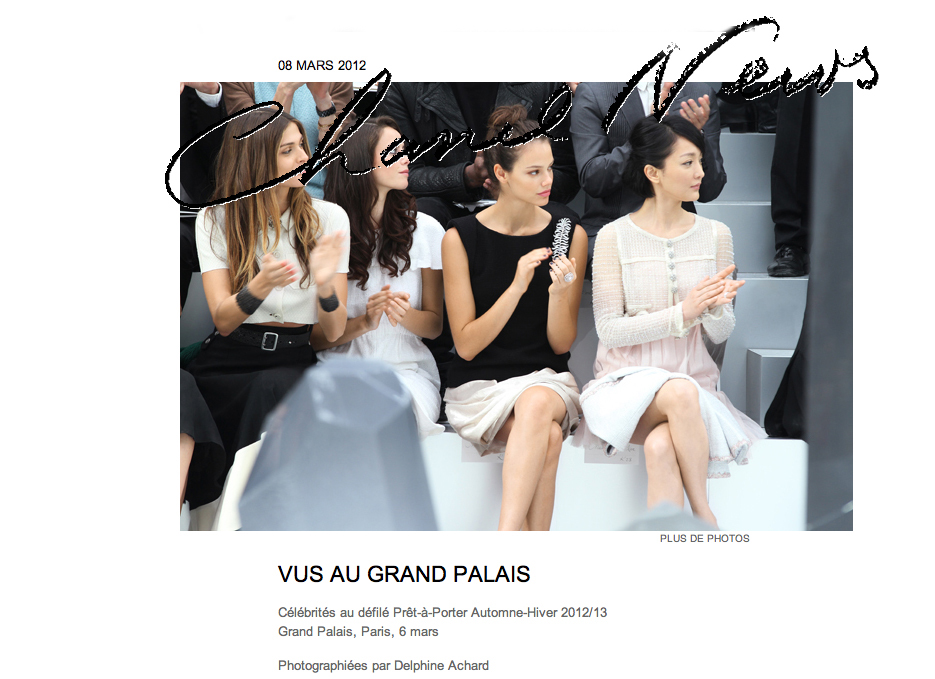 Chanel News
08 MARS 2012
PLUS DE PHOTOS
VUS AU GRAND PALAIS
Célébrités au défilé Prêt-à-Porter Automne-Hiver 2012/13
Grand Palais, Paris, 6 mars
Photographiées par Delphine Achard